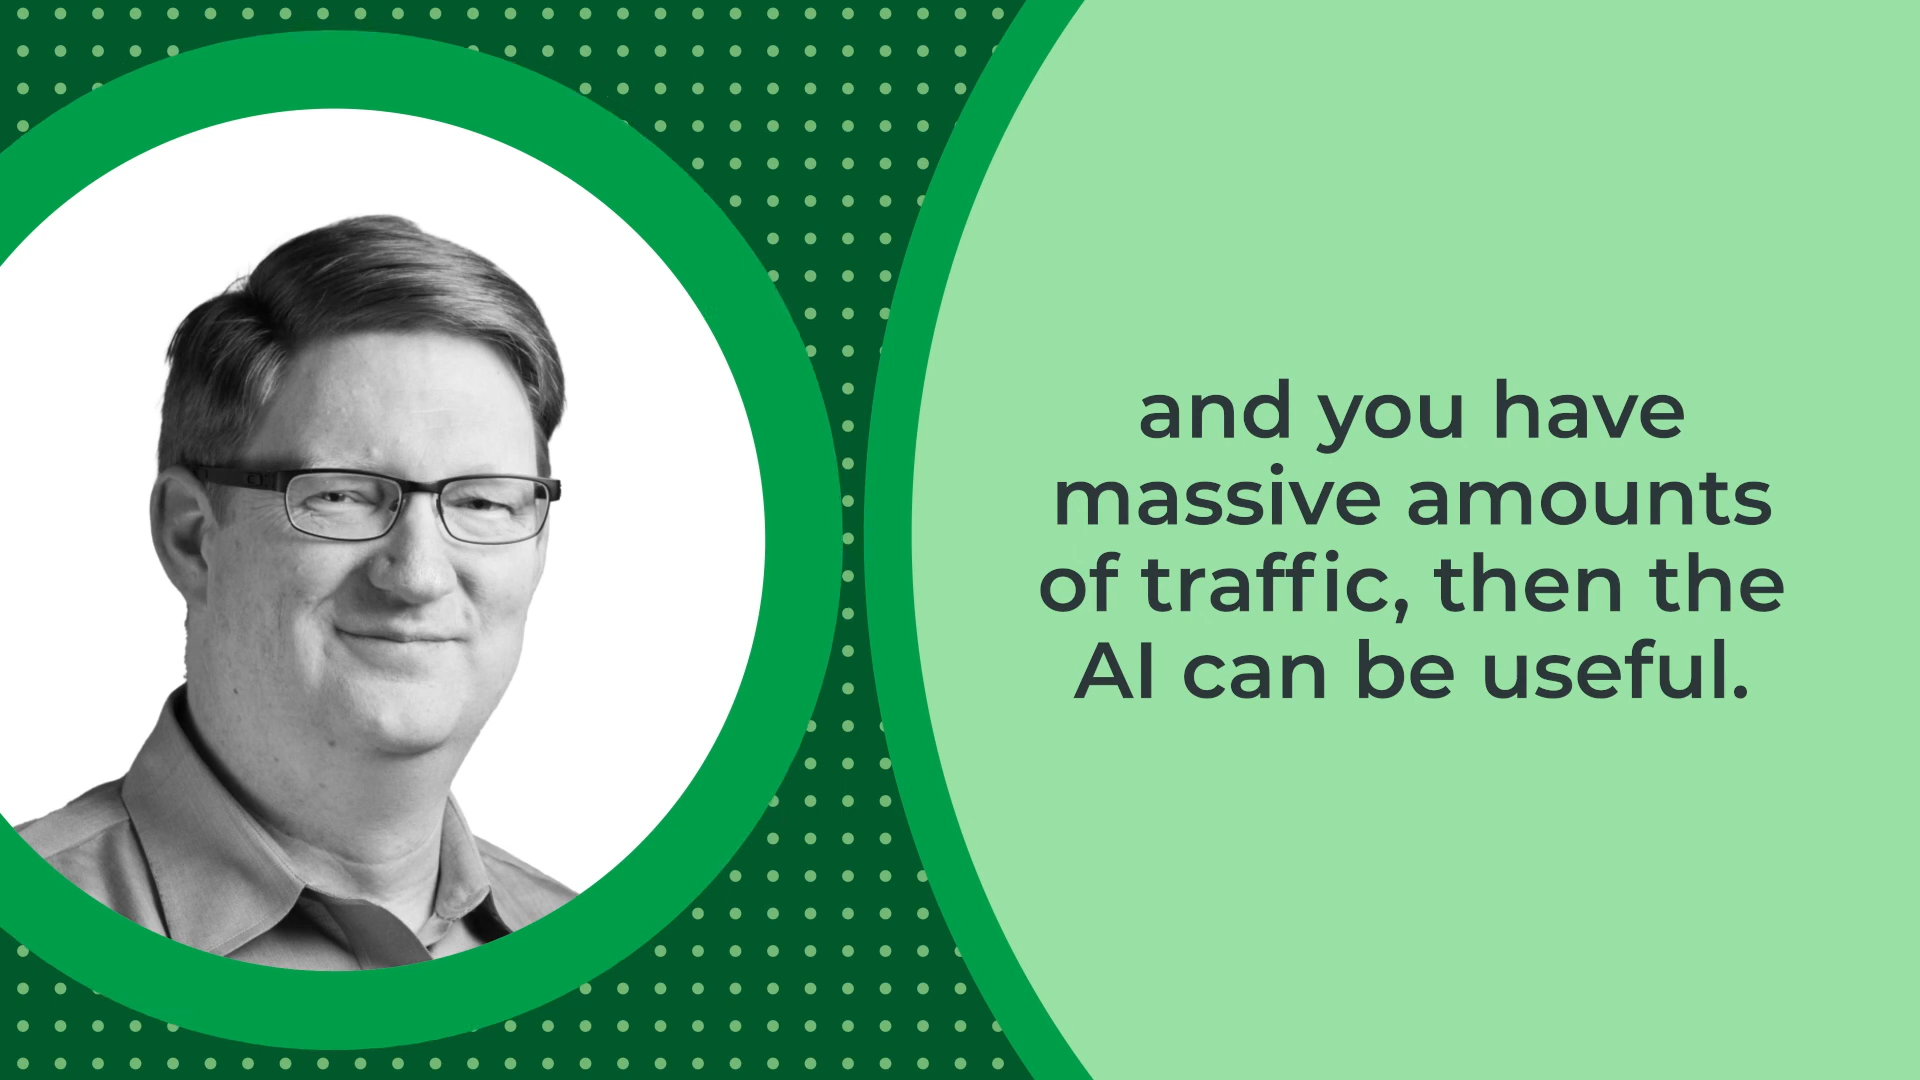 and you have
massive amounts
of traffic, then the
AI can be useful.